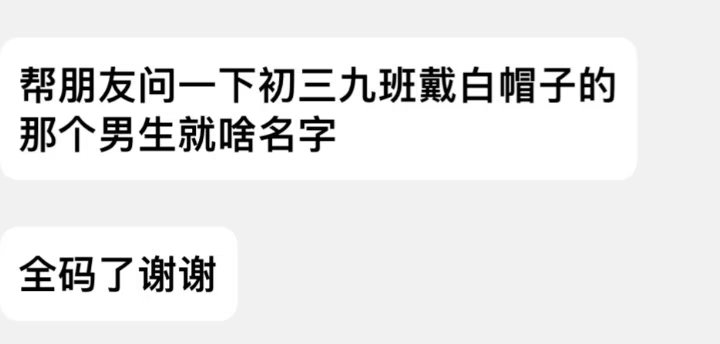 帮朋友问一下初三九班戴白帽子的
那个男生就啥名字
全码了谢谢